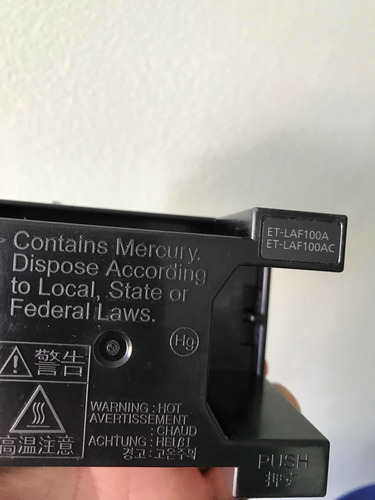 ET-LAF100A
ET-LAF100AC
Contains Mercury.
Dispose According
to Local, State or
Federal Laws.
Hg
警告
高温注意
WARNING : HOT
AVERTISSEMENT
: CHAUD
ACHTUNG : HEIß!
경고 : 고온주의
PUSH